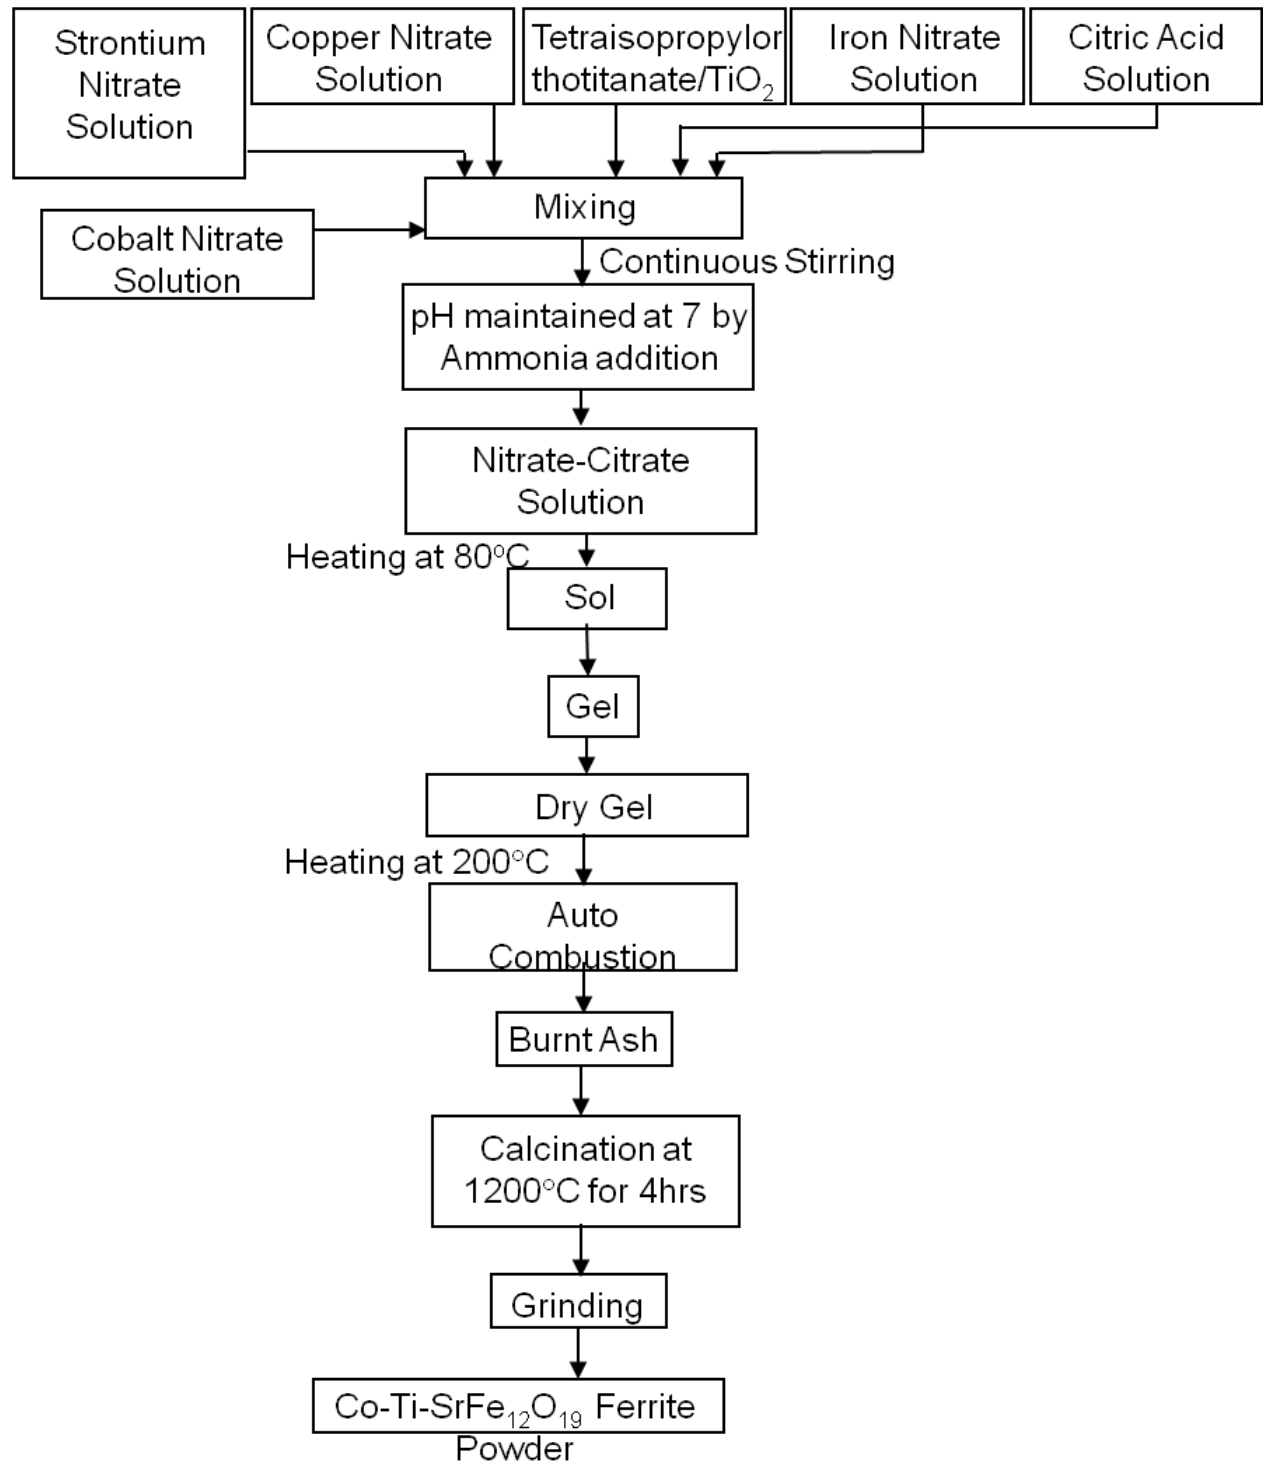 Strontium
Nitrate
Solution
Copper Nitrate
Solution
Tetraisopropylor
thotitanate/TiO₂
Iron Nitrate
Solution
Citric Acid
Solution
Mixing
Cobalt Nitrate
Solution
Continuous Stirring
pH maintained at 7 by
Ammonia addition
Nitrate-Citrate
Solution
Heating at 80°C
Sol
Gel
Dry Gel
Heating at 200°C
Auto
Combustion
Burnt Ash
Calcination at
1200°C for 4hrs
Grinding
Co-Ti-SrFe₁₂O₁₉ Ferrite
Powder